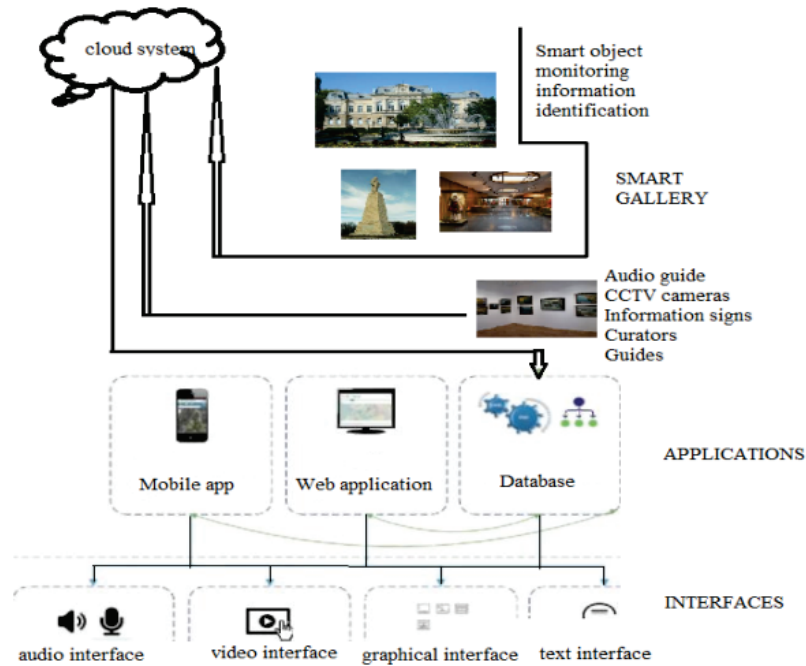 cloud system
Smart object
monitoring
information
identification
SMART
GALLERY
Audio guide
CCTV cameras
Information signs
Curators
Guides
Mobile app
Web application
Database
APPLICATIONS
INTERFACES
audio interface
video interface
graphical interface
text interface